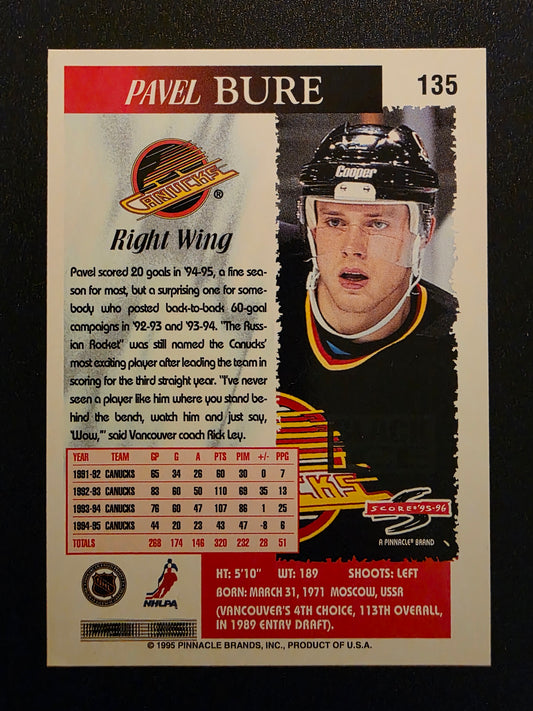 PAVEL BURE
135
CANUCKS
®
Cooper
Right Wing
Pavel scored 20 goals in '94-95, a fine sea-
son for most, but a surprising one for some-
body who posted back-to-back 60-goal
campaigns in '92-93 and '93-94. "The Russ-
ian Rocket" was still named the Canucks'
most exciting player after leading the team in
scoring for the third straight year. "I've never
seen a player like him where you stand be-
hind the bench, watch him and just say,
'Wow,'" said Vancouver coach Rick Ley.
YEAR TEAM GP G A PTS PIM +/- PPG
1991-92 CANUCKS 65 34 26 60 30 0 7
1992-93 CANUCKS 83 60 50 110 69 35 13
1993-94 CANUCKS 76 60 47 107 86 1 25
1994-95 CANUCKS 44 20 23 43 47 -8 6
TOTALS 268 174 146 320 232 28 51
SCORE®'95-96
A PINNACLE® BRAND
NHLPA
HT: 5'10" WT: 189 SHOOTS: LEFT
BORN: MARCH 31, 1971 MOSCOW, USSR
(VANCOUVER'S 4TH CHOICE, 113TH OVERALL,
IN 1989 ENTRY DRAFT).
© 1995 PINNACLE BRANDS, INC., PRODUCT OF U.S.A.